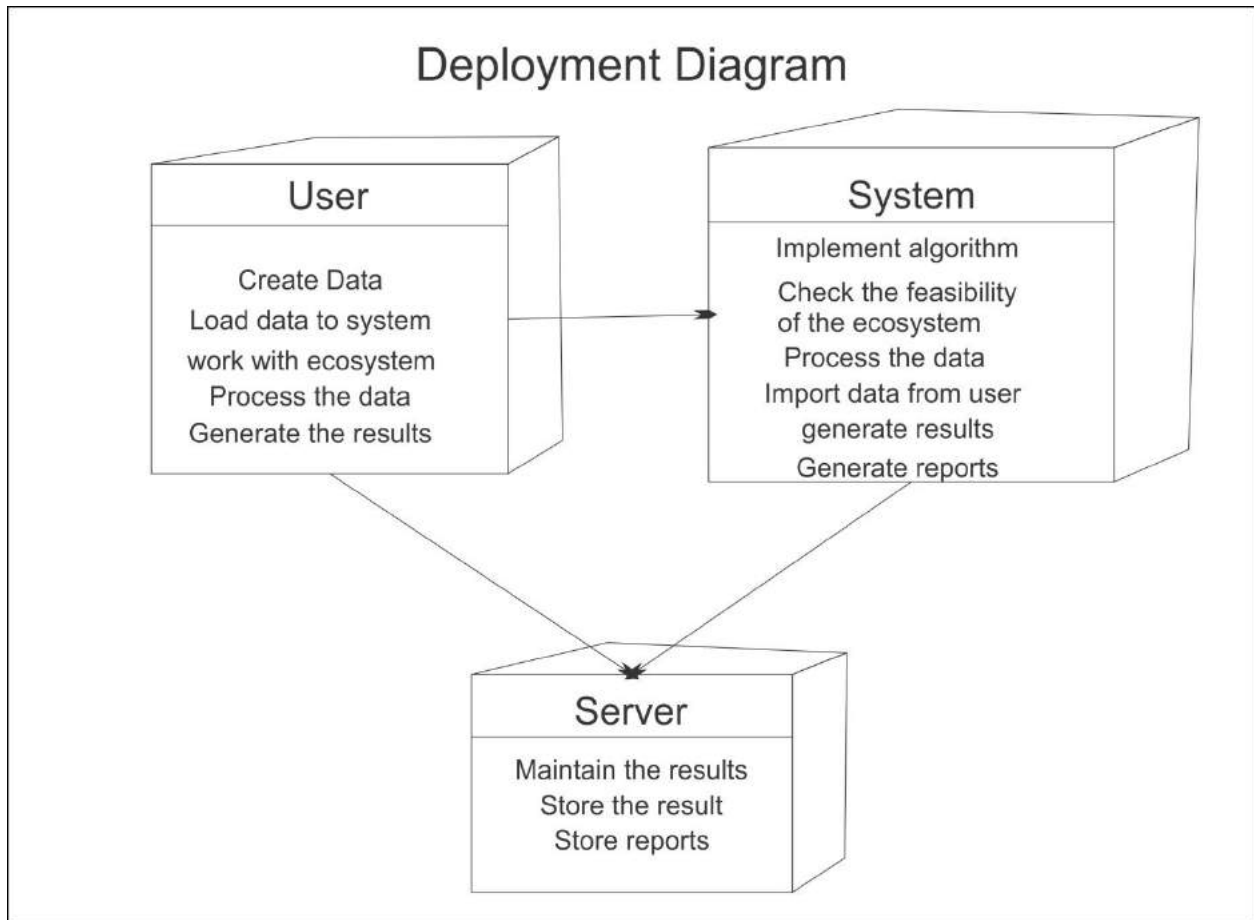 Deployment Diagram
User
Create Data
Load data to system
work with ecosystem
Process the data
Generate the results
System
Implement algorithm
Check the feasibility
of the ecosystem
Process the data
Import data from user
generate results
Generate reports
Server
Maintain the results
Store the result
Store reports